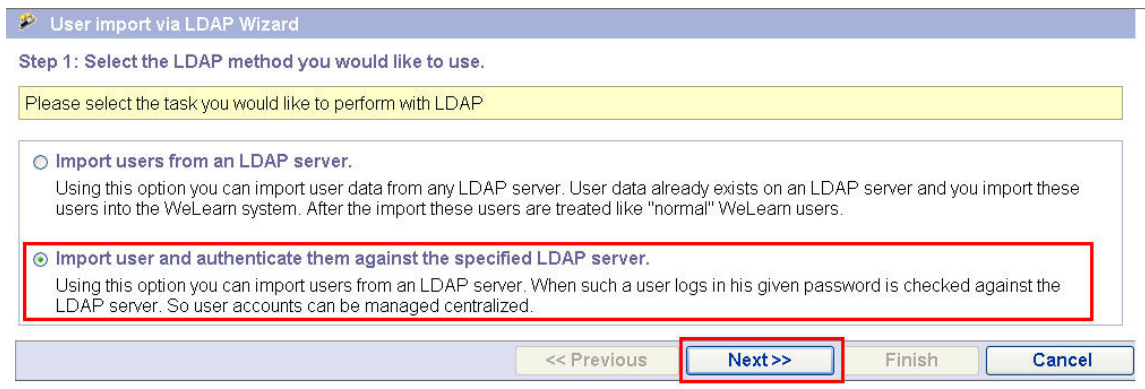 User import via LDAP Wizard
Step 1: Select the LDAP method you would like to use.
Please select the task you would like to perform with LDAP
Import users from an LDAP server.
Using this option you can import user data from any LDAP server. User data already exists on an LDAP server and you import these
users into the WeLearn system. After the import these users are treated like "normal" WeLearn users.
Import user and authenticate them against the specified LDAP server.
Using this option you can import users from an LDAP server. When such a user logs in his given password is checked against the
LDAP server. So user accounts can be managed centralized.
<< Previous Next >> Finish Cancel